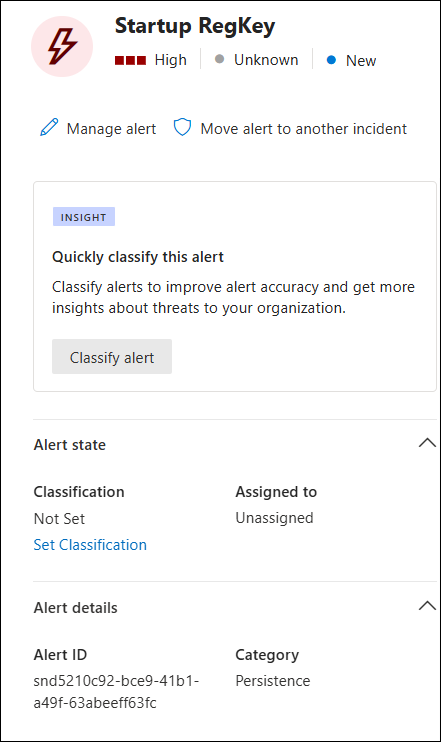 Startup RegKey
High Unknown New
Manage alert Move alert to another incident
INSIGHT
Quickly classify this alert
Classify alerts to improve alert accuracy and get more
insights about threats to your organization.
Classify alert
Alert state
Classification Assigned to
Not Set Unassigned
Set Classification
Alert details
Alert ID Category
snd5210c92-bce9-41b1- Persistence
a49f-63abeeff63fc